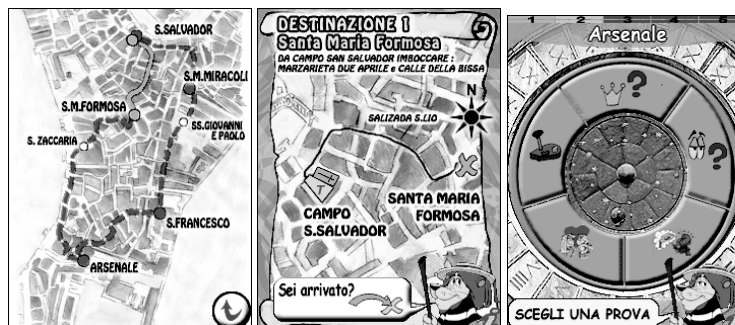 S.SALVADOR
S.M.MIRACOLI
S.M.FORMOSA
SS.GIOVANNI
E PAOLO
S. ZACCARIA
S.FRANCESCO
ARSENALE
DESTINAZIONE 1
Santa Maria Formosa
DA CAMPO SAN SALVADOR IMBOCCARE :
MARZARIETA DUE APRILE e CALLE DELLA BISSA
N
SALIZADA S.LIO
T
CAMPO
S.SALVADOR
SANTA MARIA
FORMOSA
Sei arrivato?
1 2 3 4 5
Arsenale
SCEGLI UNA PROVA